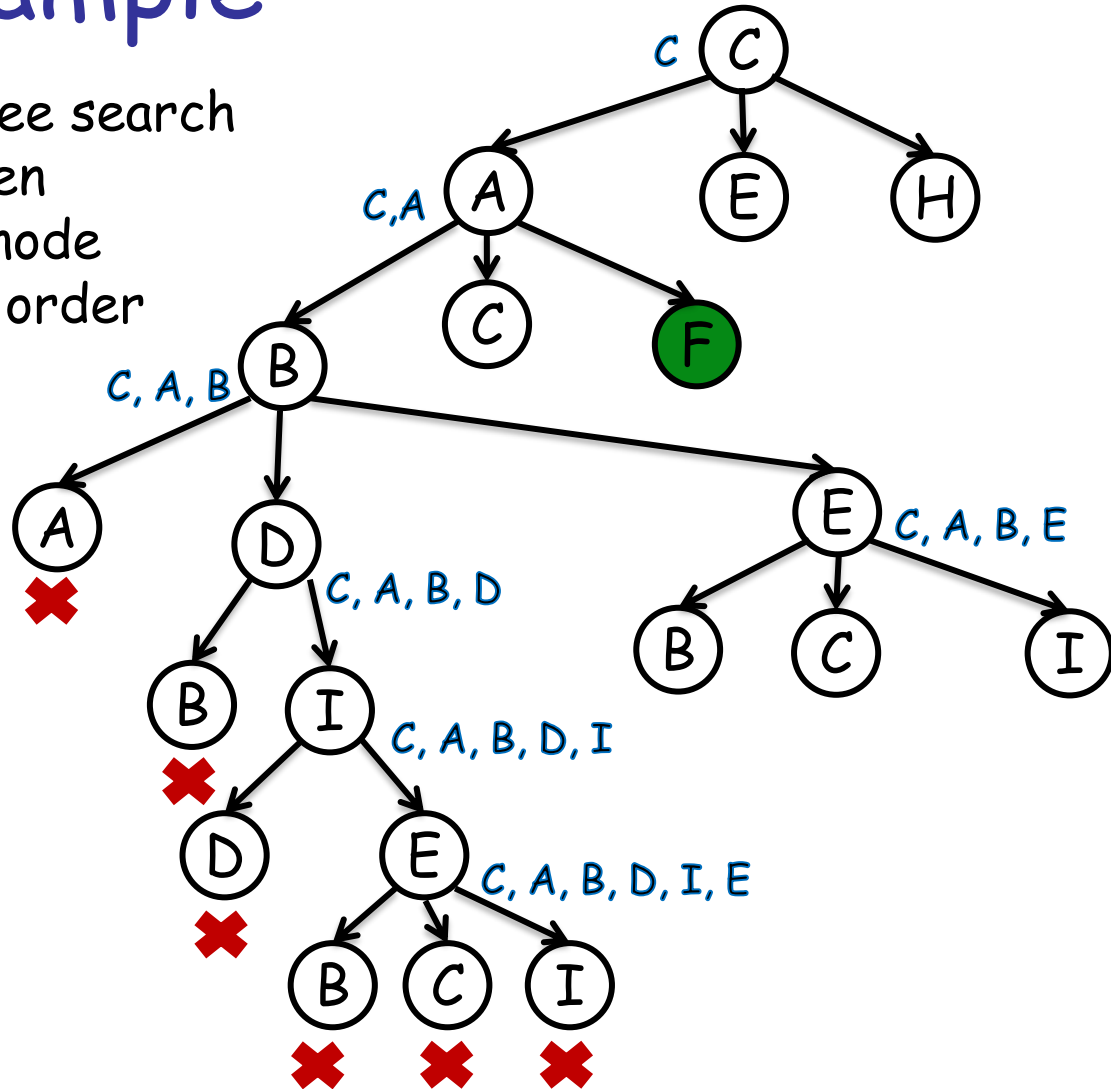 ample
C C
ee search
en
node
order
C,A A E H
C F
C, A, B B
A D E C, A, B, E
C, A, B, D
B C I
B I C, A, B, D, I
D E C, A, B, D, I, E
B C I